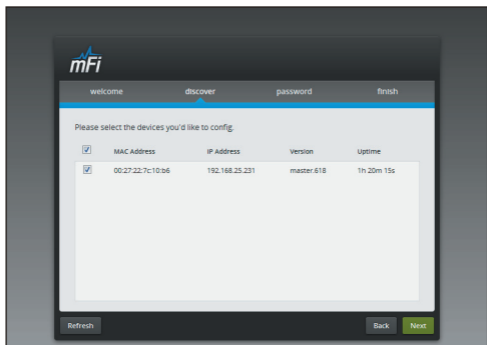 mFi
welcome discover password finish
Please select the devices you'd like to config.
MAC Address IP Address Version Uptime
00:27:22:7c:10:b6 192.168.25.231 master.618 1h 20m 15s
Refresh Back Next